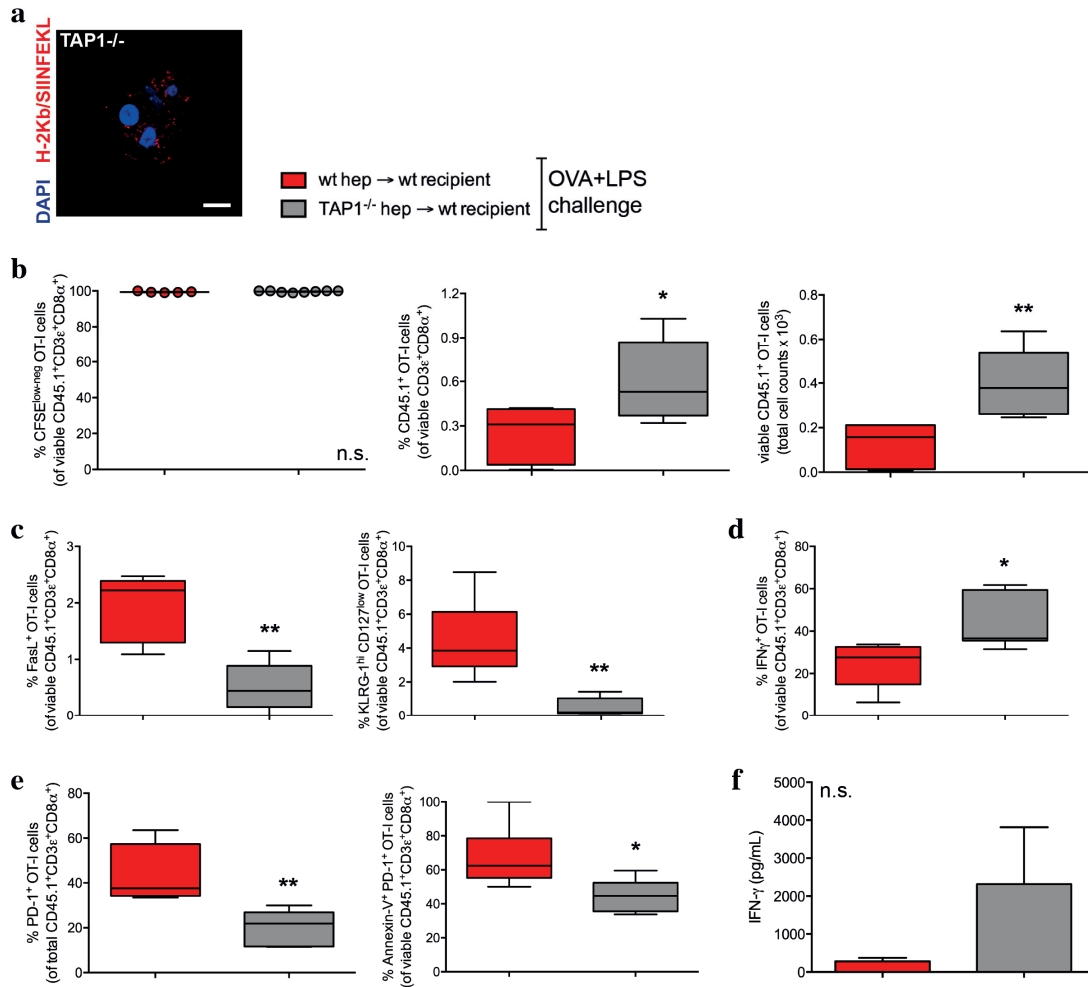 a
TAP1-/-
DAPI H-2Kb/SIINFEKL
wt hep → wt recipient
TAP1⁻/⁻ hep → wt recipient
OVA+LPS
challenge
b
% CFSE^low-neg OT-I cells
(of viable CD45.1⁺CD3ε⁺CD8α⁺)
100
80
60
40
20
0
n.s.
% CD45.1⁺ OT-I cells
(of viable CD3ε⁺CD8α⁺)
1.2
0.9
0.6
0.3
0.0
*
viable CD45.1⁺ OT-I cells
(total cell counts x 10³)
0.8
0.6
0.4
0.2
0.0
**
c
% FasL⁺ OT-I cells
(of viable CD45.1⁺CD3ε⁺CD8α⁺)
3
2
1
0
**
% KLRG-1^hi CD127^low OT-I cells
(of viable CD45.1⁺CD3ε⁺CD8α⁺)
10
8
6
4
2
0
**
d
% IFNγ⁺ OT-I cells
(of viable CD45.1⁺CD3ε⁺CD8α⁺)
80
60
40
20
0
*
e
% PD-1⁺ OT-I cells
(of total CD45.1⁺CD3ε⁺CD8α⁺)
80
60
40
20
0
**
% Annexin-V⁺ PD-1⁺ OT-I cells
(of viable CD45.1⁺CD3ε⁺CD8α⁺)
100
80
60
40
20
0
*
f
IFN-γ (pg/mL)
5000
4000
3000
2000
1000
0
n.s.